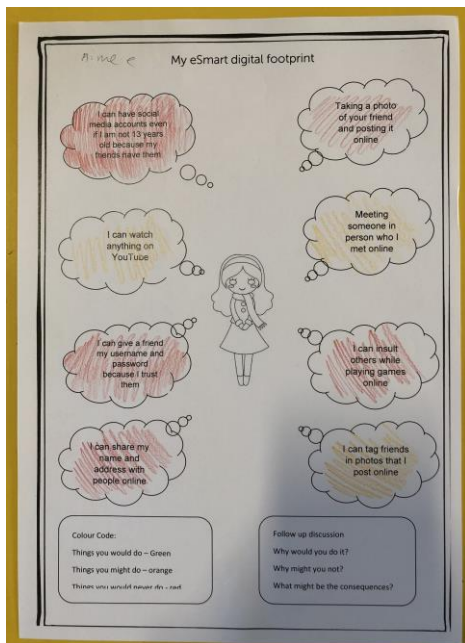 My eSmart digital footprint
I can have social
media accounts even
if I am not 13 years
old because my
friends have them
Taking a photo
of your friend
and posting it
online
I can watch
anything on
YouTube
Meeting
someone in
person who I
met online
I can give a friend
my username and
password
because I trust
them
I can insult
others while
playing games
online
I can share my
name and
address with
people online
I can tag friends
in photos that I
post online
Colour Code:
Things you would do – Green
Things you might do – orange
Things you would never do - red
Follow up discussion
Why would you do it?
Why might you not?
What might be the consequences?